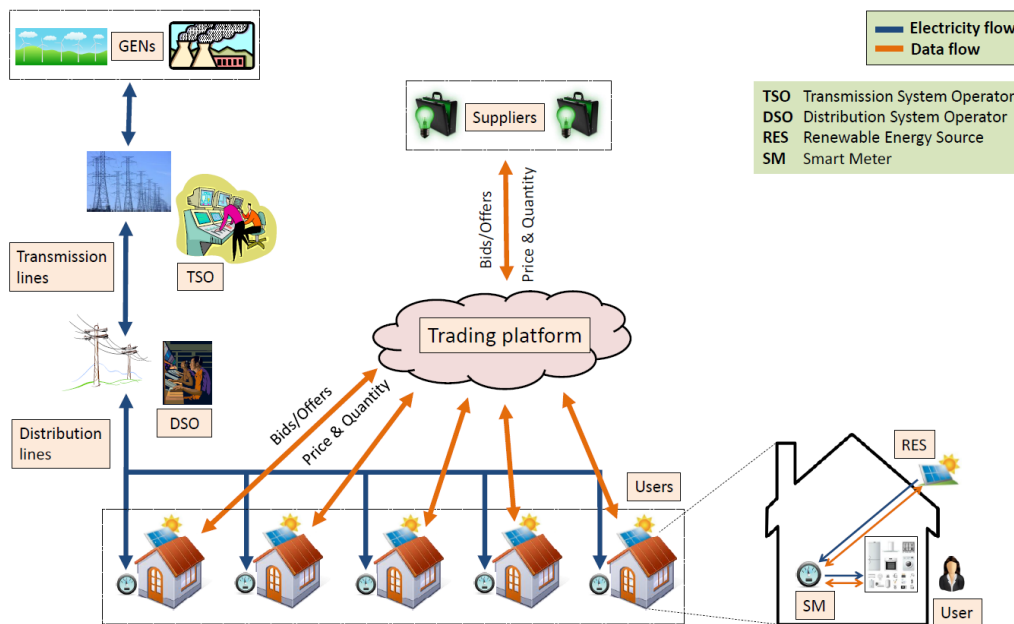 GENs
Electricity flow
Data flow
Suppliers
TSO Transmission System Operator
DSO Distribution System Operator
RES Renewable Energy Source
SM Smart Meter
Bids/Offers
Price & Quantity
Transmission
lines
TSO
Trading platform
Bids/Offers
Price & Quantity
Distribution
lines
DSO
RES
Users
SM
User